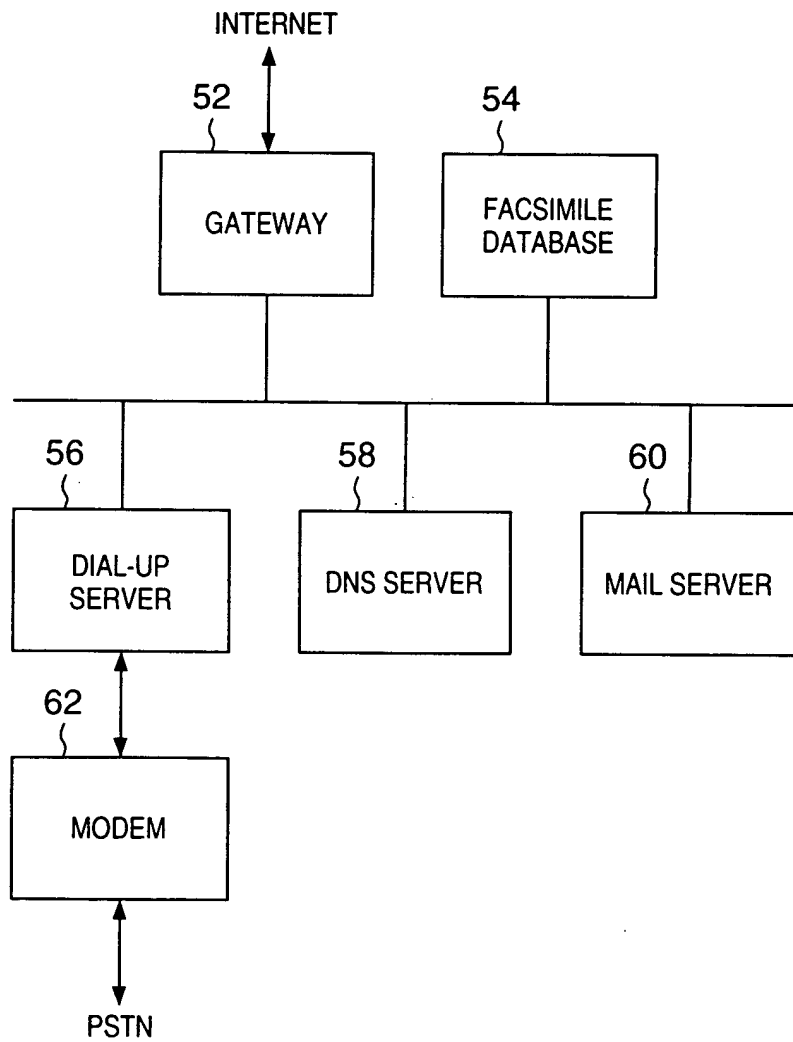 INTERNET
52
54
GATEWAY
FACSIMILE
DATABASE
56
58
60
DIAL-UP
SERVER
DNS SERVER
MAIL SERVER
62
MODEM
PSTN